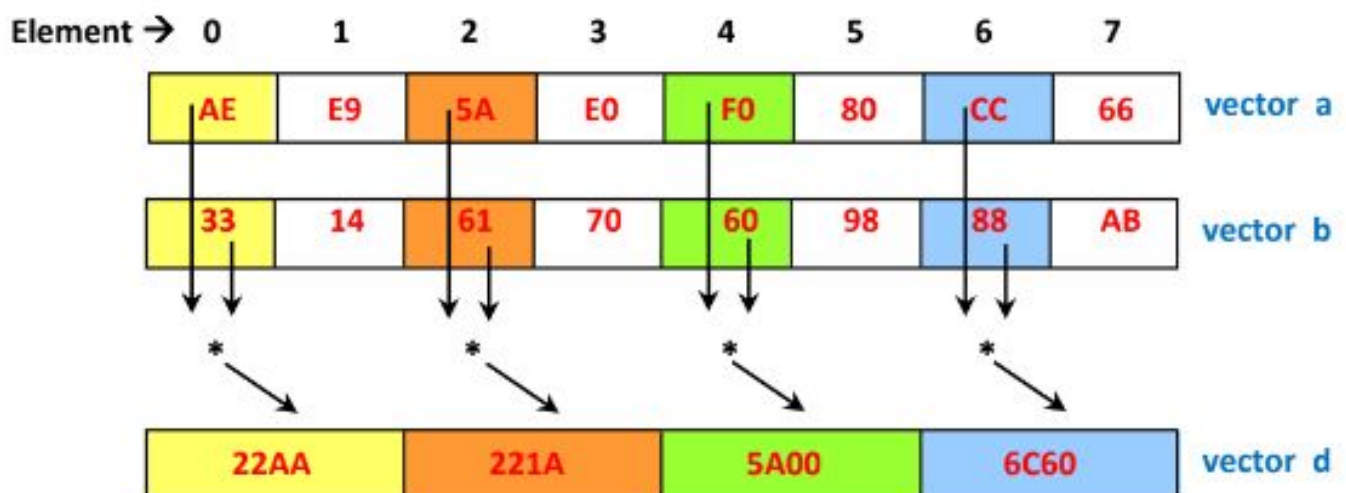 Element → 0 1 2 3 4 5 6 7
AE E9 5A E0 F0 80 CC 66 vector a
33 14 61 70 60 98 88 AB vector b
* * * *
22AA 221A 5A00 6C60 vector d